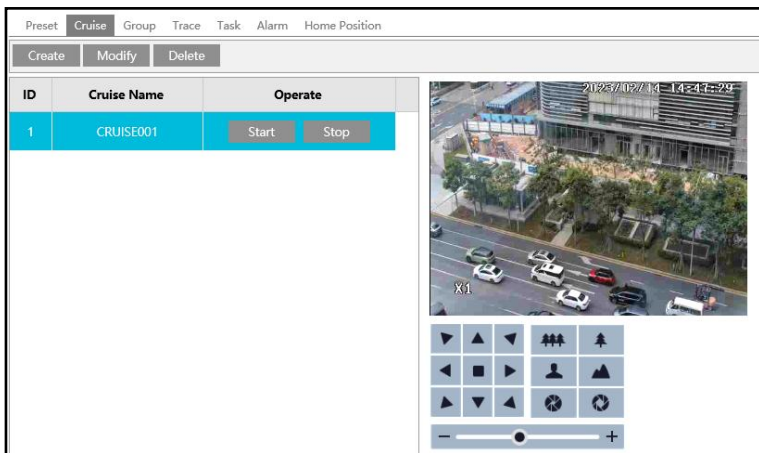 Preset Cruise Group Trace Task Alarm Home Position
Create Modify Delete
ID Cruise Name Operate
1 CRUISE001 Start Stop
2023/02/14 14:47:29
X1